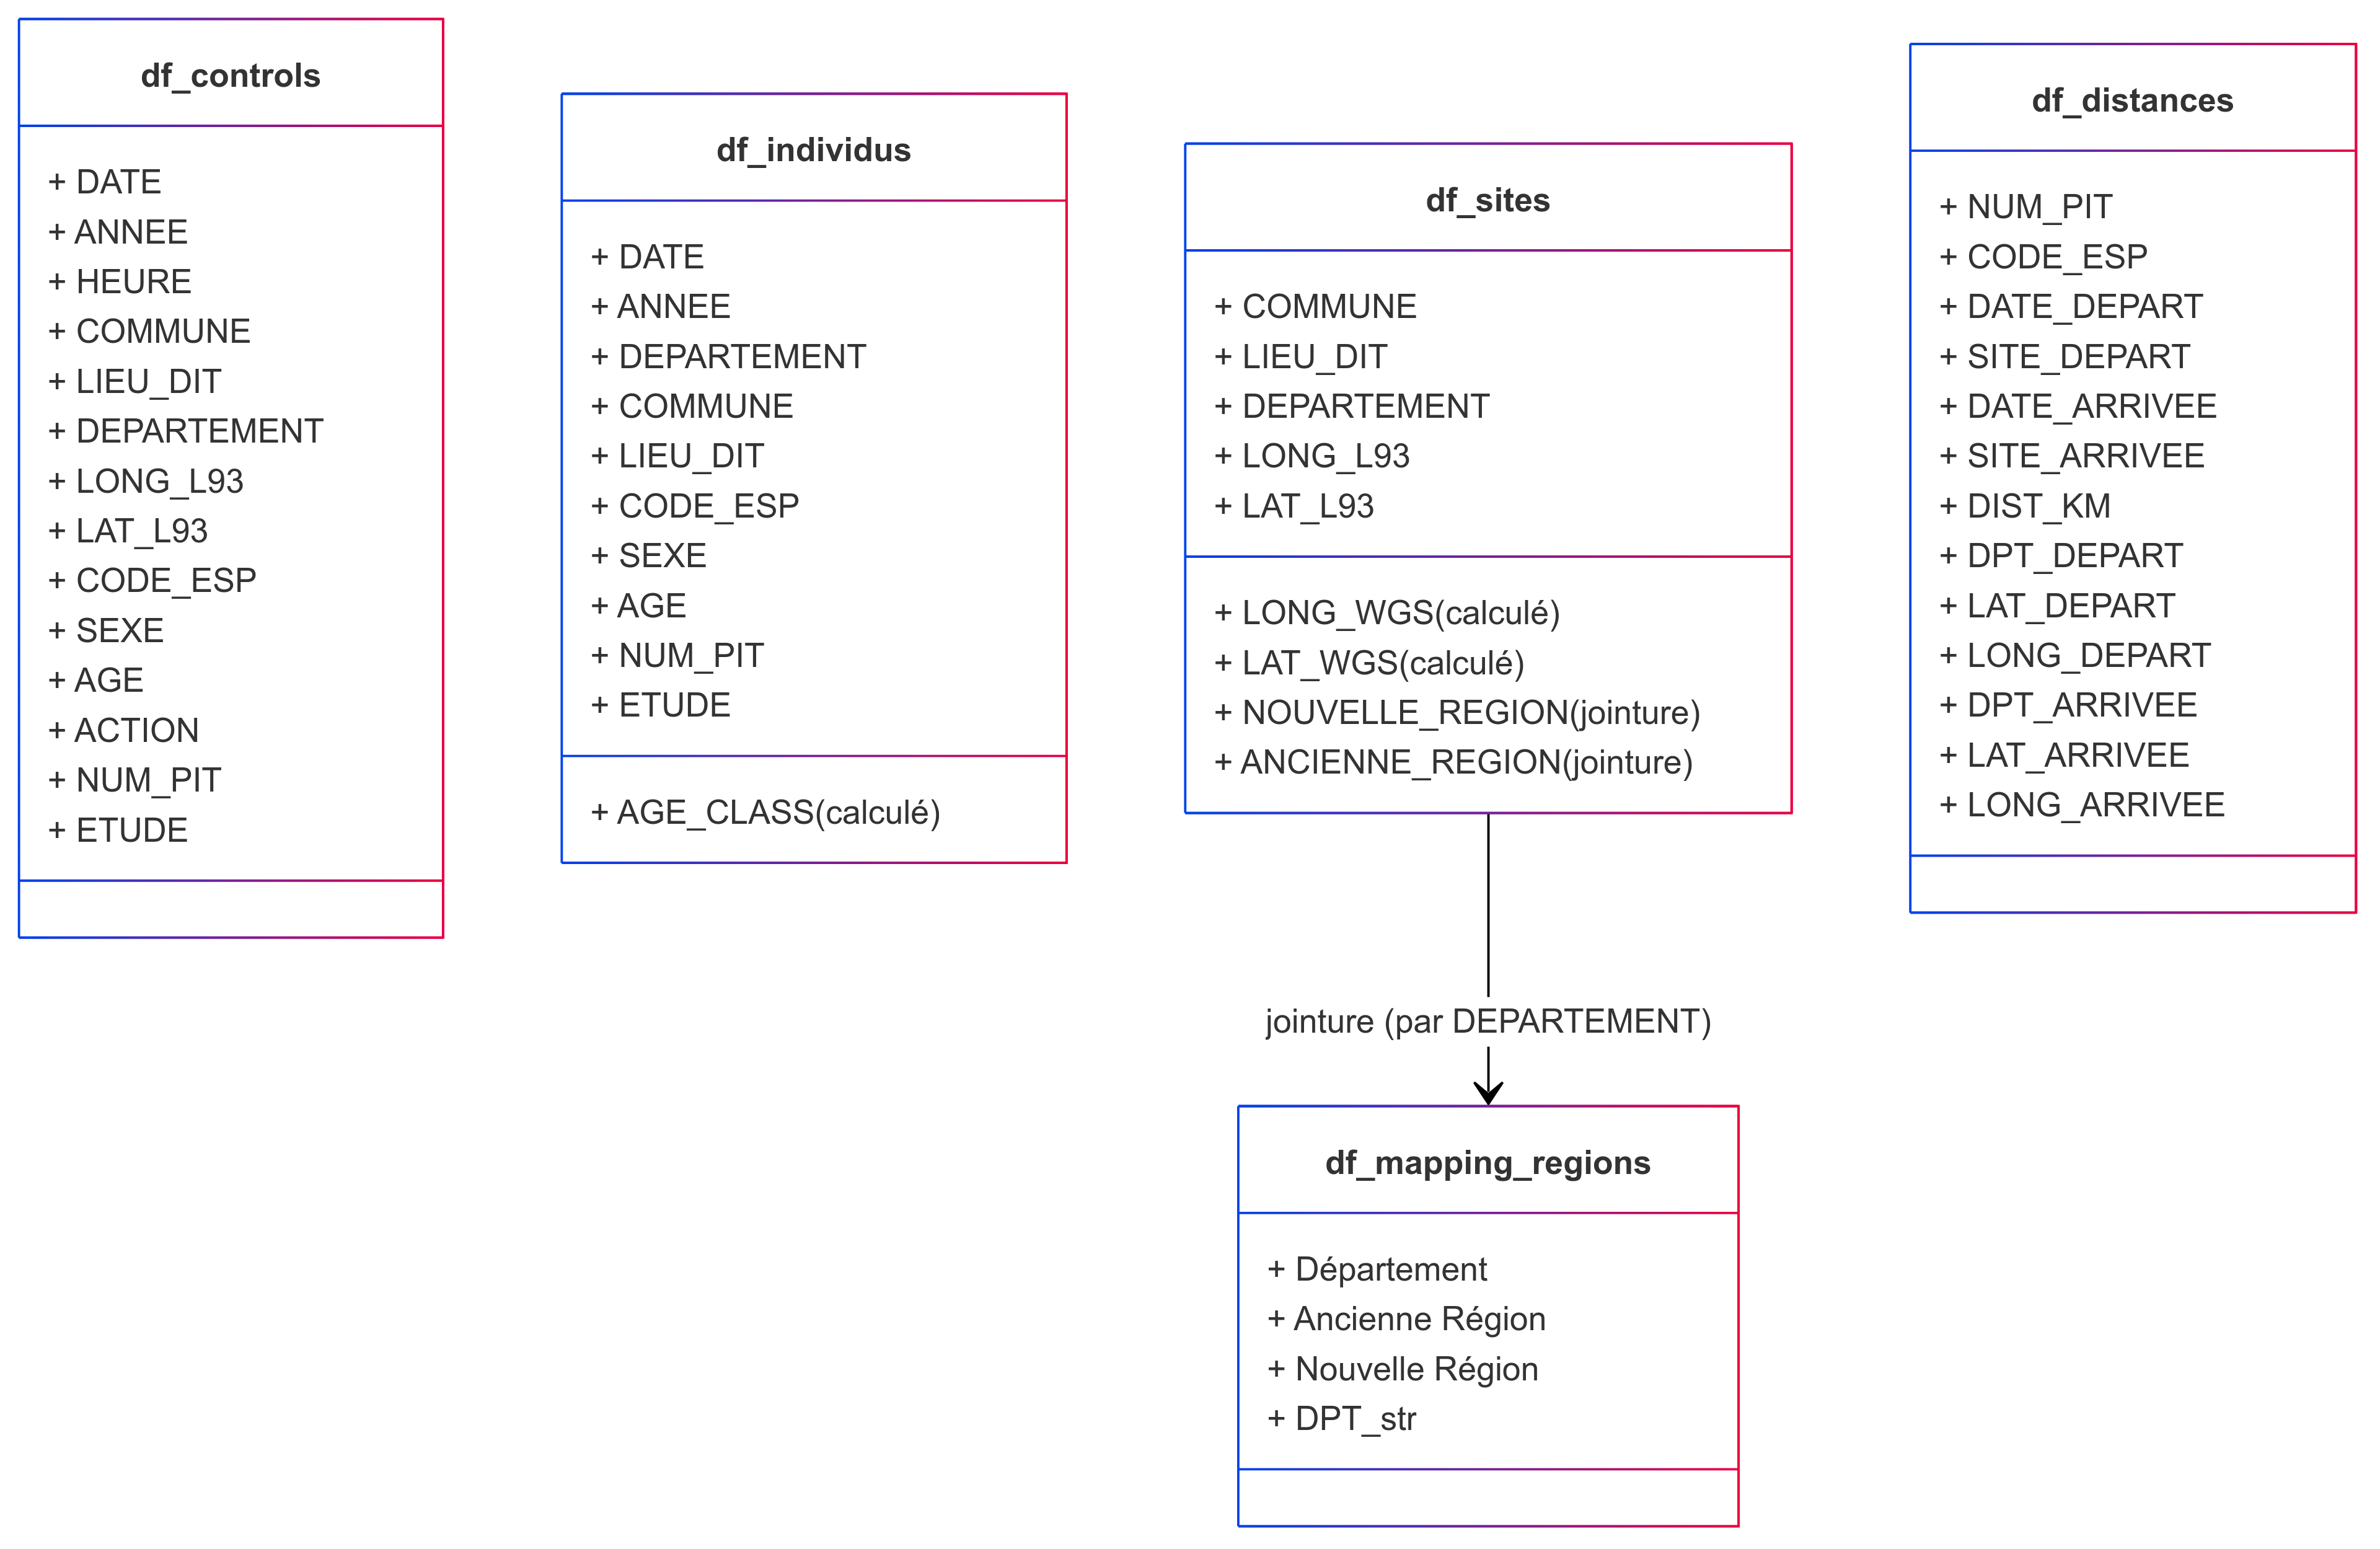 df_controls
+ DATE
+ ANNEE
+ HEURE
+ COMMUNE
+ LIEU_DIT
+ DEPARTEMENT
+ LONG_L93
+ LAT_L93
+ CODE_ESP
+ SEXE
+ AGE
+ ACTION
+ NUM_PIT
+ ETUDE
df_individus
+ DATE
+ ANNEE
+ DEPARTEMENT
+ COMMUNE
+ LIEU_DIT
+ CODE_ESP
+ SEXE
+ AGE
+ NUM_PIT
+ ETUDE
+ AGE_CLASS(calculé)
df_sites
+ COMMUNE
+ LIEU_DIT
+ DEPARTEMENT
+ LONG_L93
+ LAT_L93
+ LONG_WGS(calculé)
+ LAT_WGS(calculé)
+ NOUVELLE_REGION(jointure)
+ ANCIENNE_REGION(jointure)
df_distances
+ NUM_PIT
+ CODE_ESP
+ DATE_DEPART
+ SITE_DEPART
+ DATE_ARRIVEE
+ SITE_ARRIVEE
+ DIST_KM
+ DPT_DEPART
+ LAT_DEPART
+ LONG_DEPART
+ DPT_ARRIVEE
+ LAT_ARRIVEE
+ LONG_ARRIVEE
jointure (par DEPARTEMENT)
df_mapping_regions
+ Département
+ Ancienne Région
+ Nouvelle Région
+ DPT_str